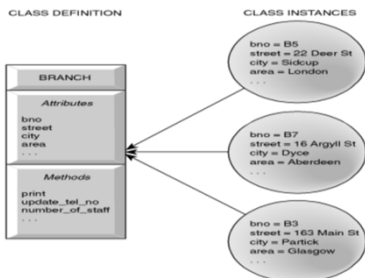 CLASS DEFINITION
BRANCH
Attributes
bno
street
city
area
. . .
Methods
print
update_tel_no
number_of_staff
. . .
CLASS INSTANCES
bno = B5
street = 22 Deer St
city = Sidcup
area = London
. . .
bno = B7
street = 16 Argyll St
city = Dyce
area = Aberdeen
. . .
bno = B3
street = 163 Main St
city = Partick
area = Glasgow
. . .